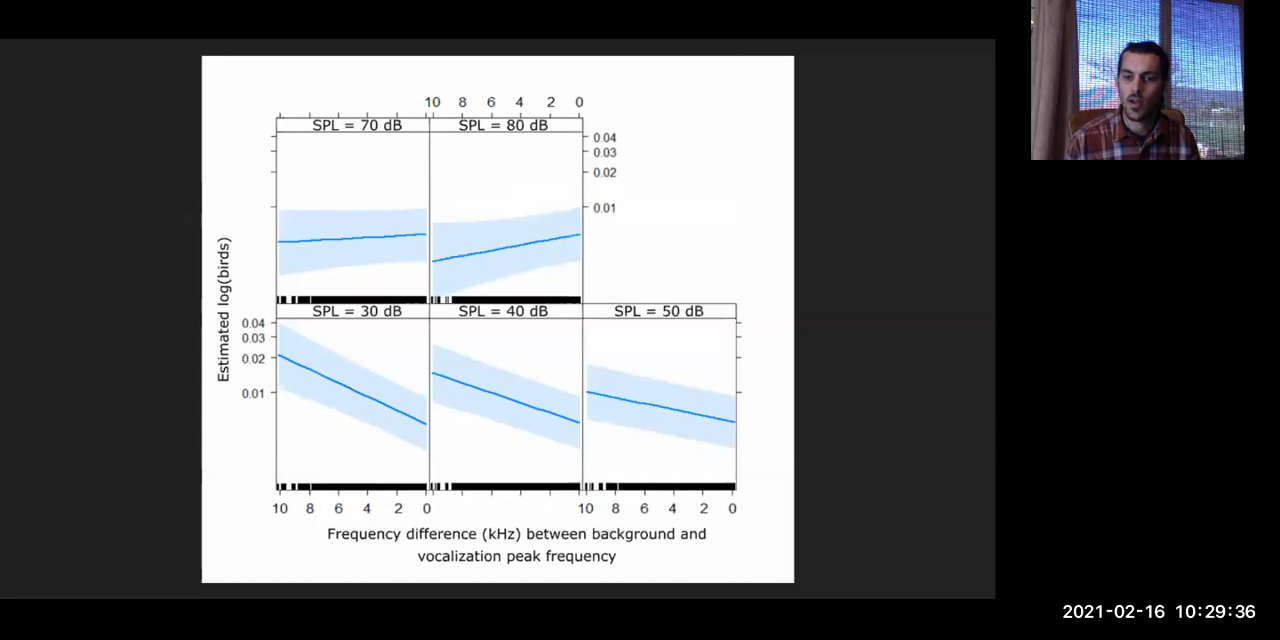 10 8 6 4 2 0
SPL = 70 dB SPL = 80 dB
0.04
0.03
0.02
0.01
Estimated log(birds)
SPL = 30 dB SPL = 40 dB SPL = 50 dB
0.04
0.03
0.02
0.01
10 8 6 4 2 0 10 8 6 4 2 0
Frequency difference (kHz) between background and
vocalization peak frequency
2021-02-16 10:29:36